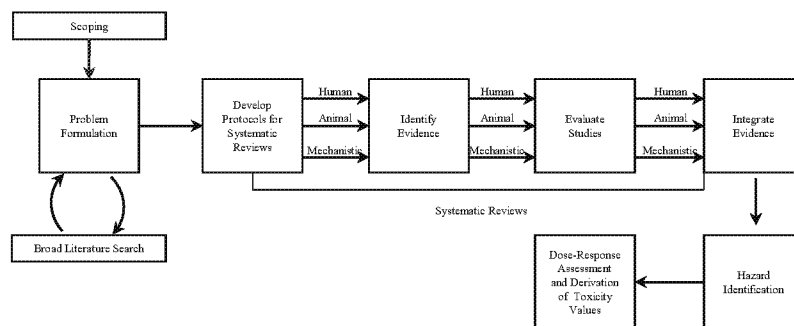 Scoping
Problem
Formulation
Broad Literature Search
Develop
Protocols for
Systematic
Reviews
Human
Animal
Mechanistic
Identify
Evidence
Human
Animal
Mechanistic
Evaluate
Studies
Human
Animal
Mechanistic
Integrate
Evidence
Systematic Reviews
Hazard
Identification
Dose-Response
Assessment
and Derivation
of Toxicity
Values